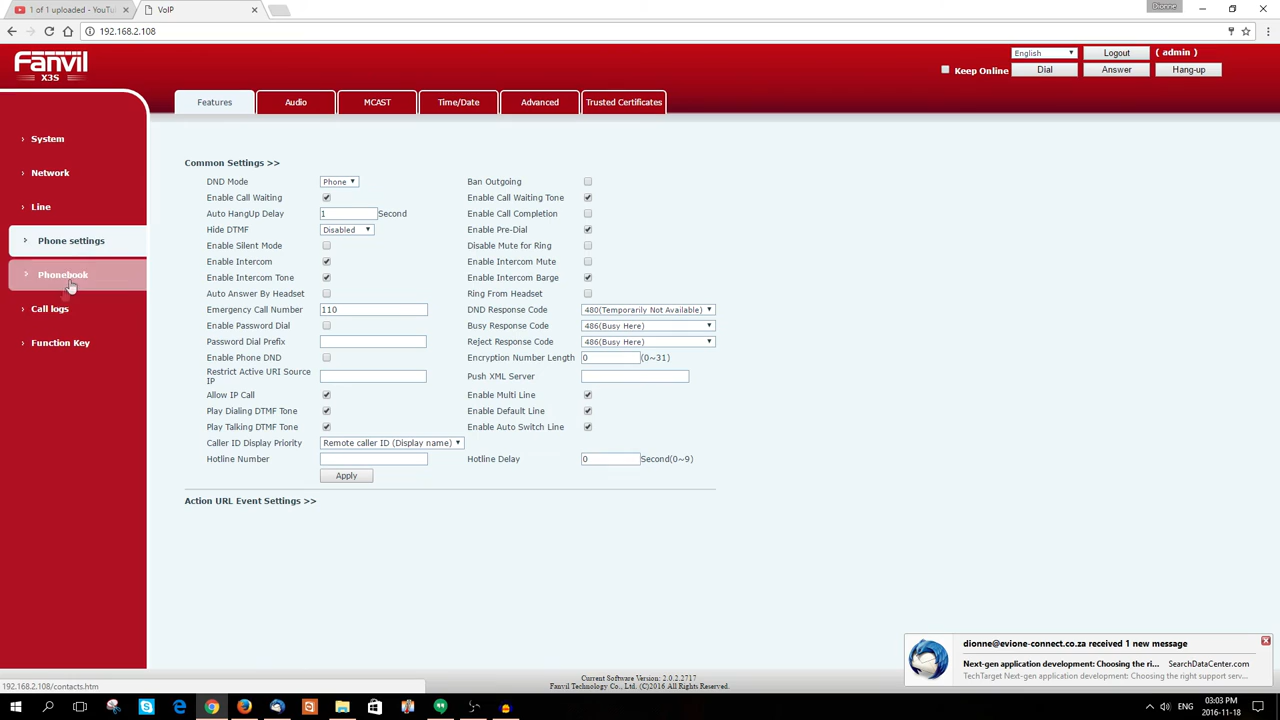 1 of 1 uploaded - YouTu
VoIP
Dionne
192.168.2.108
Fanvil
X3S
English
Logout
( admin )
Keep Online
Dial
Answer
Hang-up
Features
Audio
MCAST
Time/Date
Advanced
Trusted Certificates
› System
› Network
› Line
› Phone settings
› Phonebook
› Call logs
› Function Key
Common Settings >>
DND Mode Phone Ban Outgoing
Enable Call Waiting Enable Call Waiting Tone
Auto HangUp Delay 1 Second Enable Call Completion
Hide DTMF Disabled Enable Pre-Dial
Enable Silent Mode Disable Mute for Ring
Enable Intercom Enable Intercom Mute
Enable Intercom Tone Enable Intercom Barge
Auto Answer By Headset Ring From Headset
Emergency Call Number 110 DND Response Code 480(Temporarily Not Available)
Enable Password Dial Busy Response Code 486(Busy Here)
Password Dial Prefix Reject Response Code 486(Busy Here)
Enable Phone DND Encryption Number Length 0 (0~31)
Restrict Active URI Source
IP
Push XML Server
Allow IP Call Enable Multi Line
Play Dialing DTMF Tone Enable Default Line
Play Talking DTMF Tone Enable Auto Switch Line
Caller ID Display Priority Remote caller ID (Display name)
Hotline Number Hotline Delay 0 Second(0~9)
Apply
Action URL Event Settings >>
dionne@evione-connect.co.za received 1 new message
Next-gen application development: Choosing the ri... SearchDataCenter.com
TechTarget Next-gen application development: Choosing the right support serv...
Current Software Version: 2.0.2.2717
Fanvil Technology Co., Ltd. (C)2016 All Rights Reserved.
192.168.2.108/contacts.htm
ENG
03:03 PM
2016-11-18